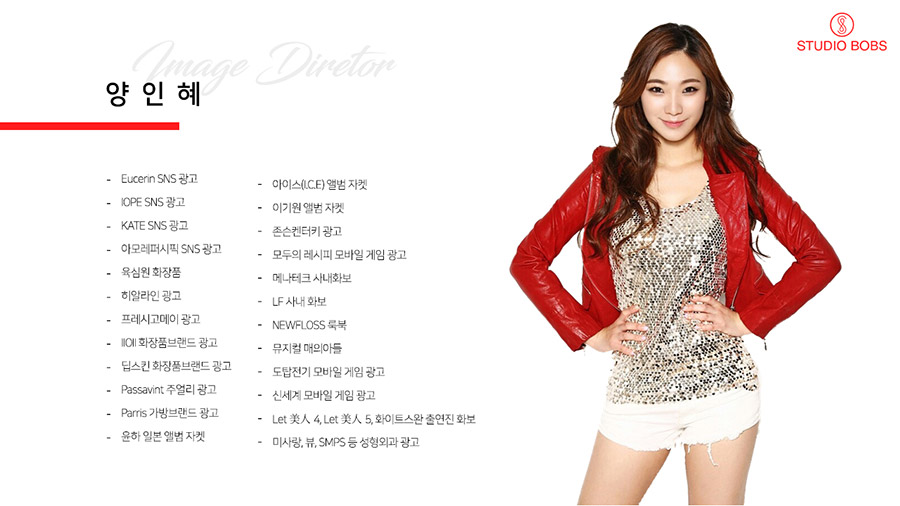 Image Diretor
STUDIO BOBS
양 인 혜
- Eucerin SNS 광고
- IOPE SNS 광고
- KATE SNS 광고
- 아모레퍼시픽 SNS 광고
- 육심원 화장품
- 히알라인 광고
- 프레시고메이 광고
- IIOII 화장품브랜드 광고
- 딥스킨 화장품브랜드 광고
- Passavint 주얼리 광고
- Parris 가방브랜드 광고
- 윤하 일본 앨범 자켓
- 아이스(I.C.E) 앨범 자켓
- 이기원 앨범 자켓
- 존슨켄터키 광고
- 모두의 레시피 모바일 게임 광고
- 메나테크 사내화보
- LF 사내 화보
- NEWFLOSS 룩북
- 뮤지컬 매의아들
- 도탑전기 모바일 게임 광고
- 신세계 모바일 게임 광고
- Let 美人 4, Let 美人 5, 화이트스완 출연진 화보
- 미사랑, 뷰, SMPS 등 성형외과 광고